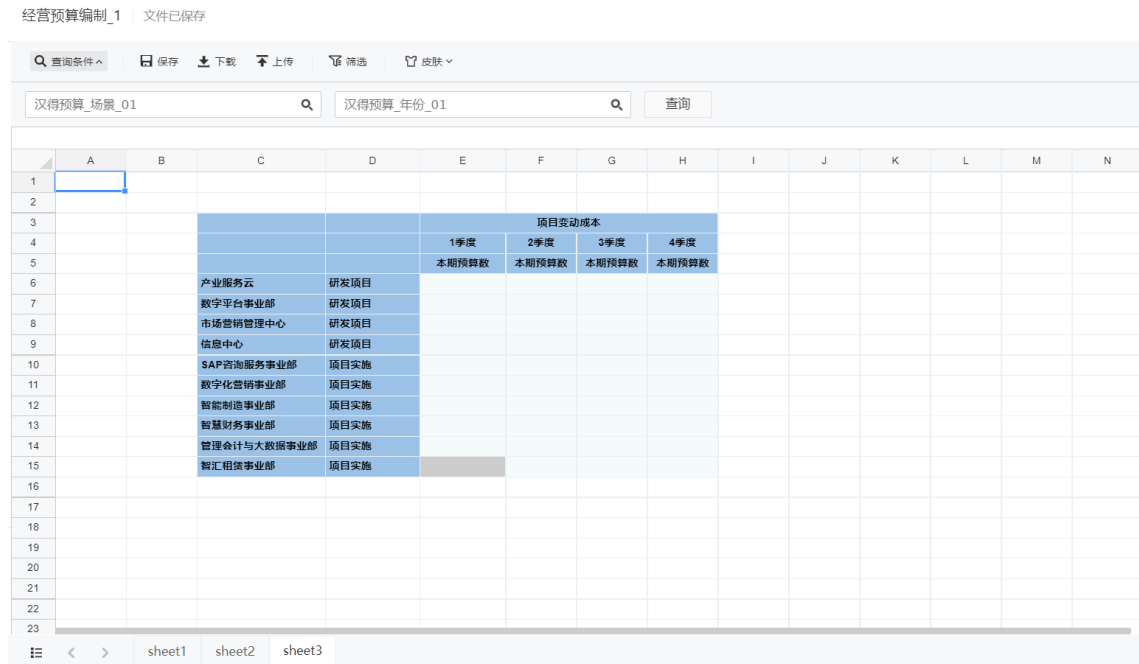 经营预算编制_1 文件已保存
查询条件 保存 下载 上传 筛选 皮肤
汉得预算_场景_01 汉得预算_年份_01 查询
A B C D E F G H I J K L M N
1
2
3 项目变动成本
4 1季度 2季度 3季度 4季度
5 本期预算数 本期预算数 本期预算数 本期预算数
6 产业服务云 研发项目
7 数字平台事业部 研发项目
8 市场营销管理中心 研发项目
9 信息中心 研发项目
10 SAP咨询服务事业部 项目实施
11 数字化营销事业部 项目实施
12 智能制造事业部 项目实施
13 智慧财务事业部 项目实施
14 管理会计与大数据事业部 项目实施
15 智汇租赁事业部 项目实施
16
17
18
19
20
21
22
23
sheet1 sheet2 sheet3